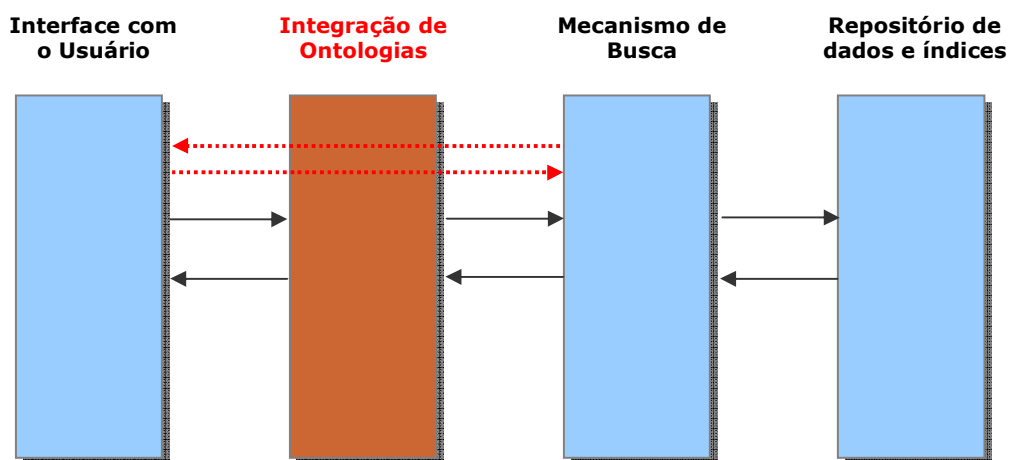 Interface com
o Usuário
Integração de
Ontologias
Mecanismo de
Busca
Repositório de
dados e índices